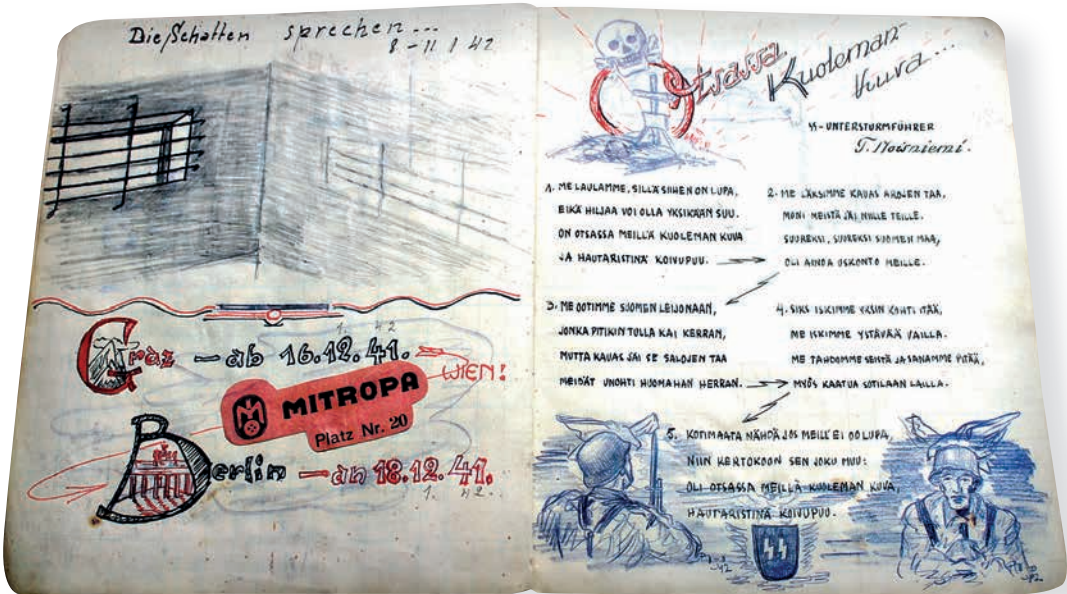 Die Schatten sprechen...
8-11 1 42
Graz - ab 16.12.41.
1. 42
WIEN!
MITROPA
Platz Nr. 20
Berlin - an 18.12.41.
1. 42.
Otsassa Kuoleman kuva...
SS-UNTERSTURMFÜHRER
T.
1. ME LAULAMME, SILLÄ SIIHEN ON LUPA,
EIKÄ HILJAA VOI OLLA YKSIKÄÄN SUU.
ON OTSASSA MEILLÄ KUOLEMAN KUVA
JA HAUTARISTINÄ KOIVUPUU.
2. ME LÄKSIMME KAUAS AROJEN TAA,
MONI MEISTÄ JÄI NIILLE TEILLE.
SUUREKSI, SUUREKSI SUOMEN MAA,
OLI AINOA USKONTO MEILLE.
3. ME OOTIMME SUOMEN LEIJONAAN,
JONKA PITIKIN TULLA KAI KERRAN,
MUTTA KAUAS JÄI SE SALOJEN TAA
MEIDÄT UNOHTI HUOMAHAN HERRAN.
4. SIKS ISKIMME YKSIN KOHTI ITÄÄ,
ME ISKIMME YSTÄVÄÄ VAILLA.
ME TAHDOMME SEISTÄ JA SANAMME PITÄÄ,
MYÖS KAATUA SOTILAAN LAILLA.
5. KOTIMAATA NÄHDÄ JOS MEILL' EI OO LUPA,
NIIN KERTOKOON SEN JOKU MUU:
OLI OTSASSA MEILLÄ KUOLEMAN KUVA,
HAUTARISTINÄ KOIVUPUU.